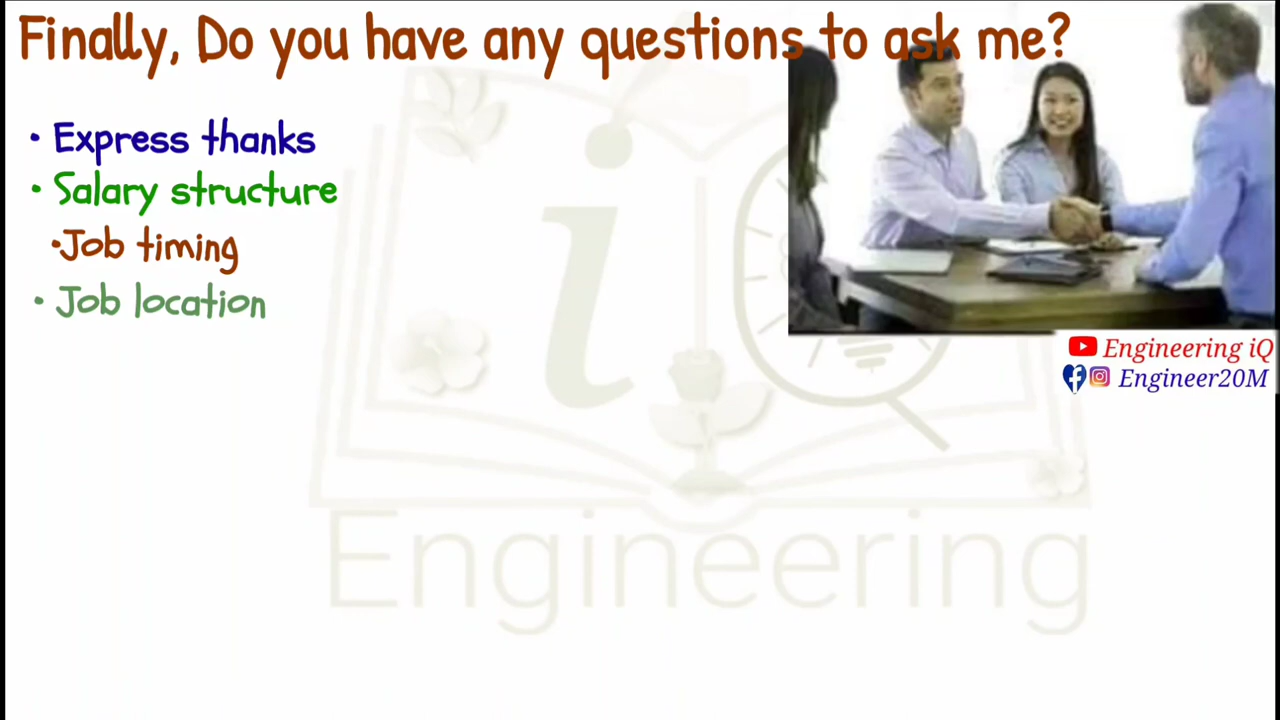 Finally, Do you have any questions to ask me?
• Express thanks
• Salary structure
•Job timing
• Job location
Engineering iQ
Engineer20M
iQ
Engineering